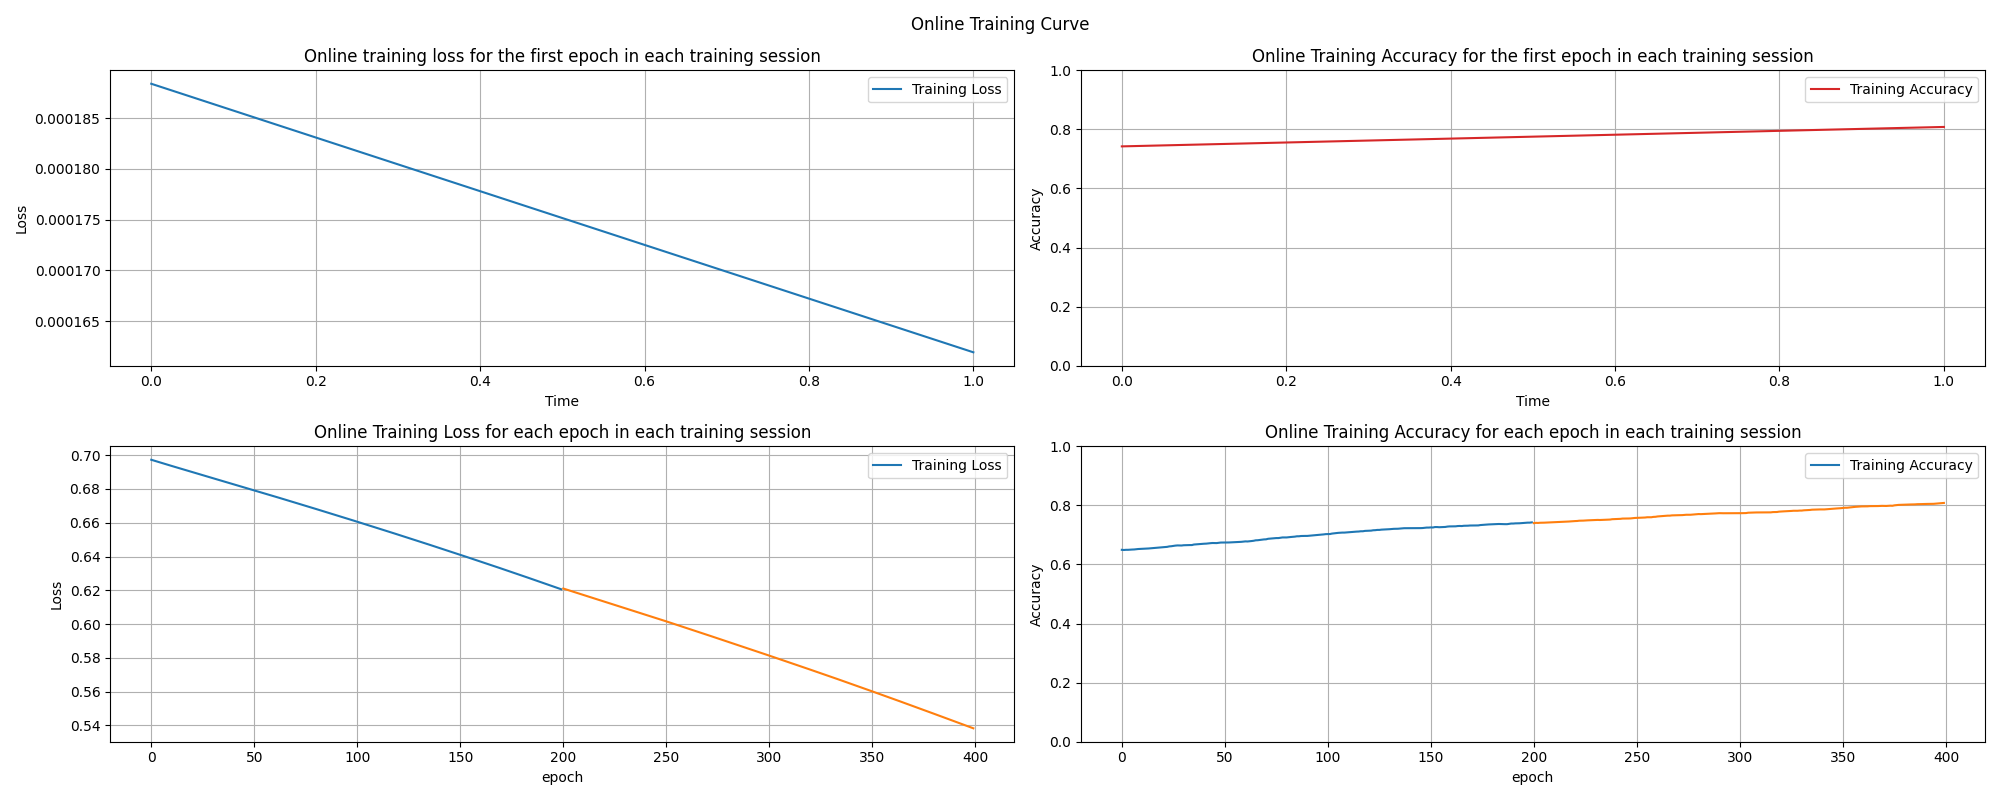 Online Training Curve
Online training loss for the first epoch in each training session
Training Loss
0.000185
0.000180
0.000175
0.000170
0.000165
Loss
0.0 0.2 0.4 0.6 0.8 1.0
Time
Online Training Accuracy for the first epoch in each training session
Training Accuracy
1.0
0.8
0.6
0.4
0.2
0.0
Accuracy
0.0 0.2 0.4 0.6 0.8 1.0
Time
Online Training Loss for each epoch in each training session
Training Loss
0.70
0.68
0.66
0.64
0.62
0.60
0.58
0.56
0.54
Loss
0 50 100 150 200 250 300 350 400
epoch
Online Training Accuracy for each epoch in each training session
Training Accuracy
1.0
0.8
0.6
0.4
0.2
0.0
Accuracy
0 50 100 150 200 250 300 350 400
epoch